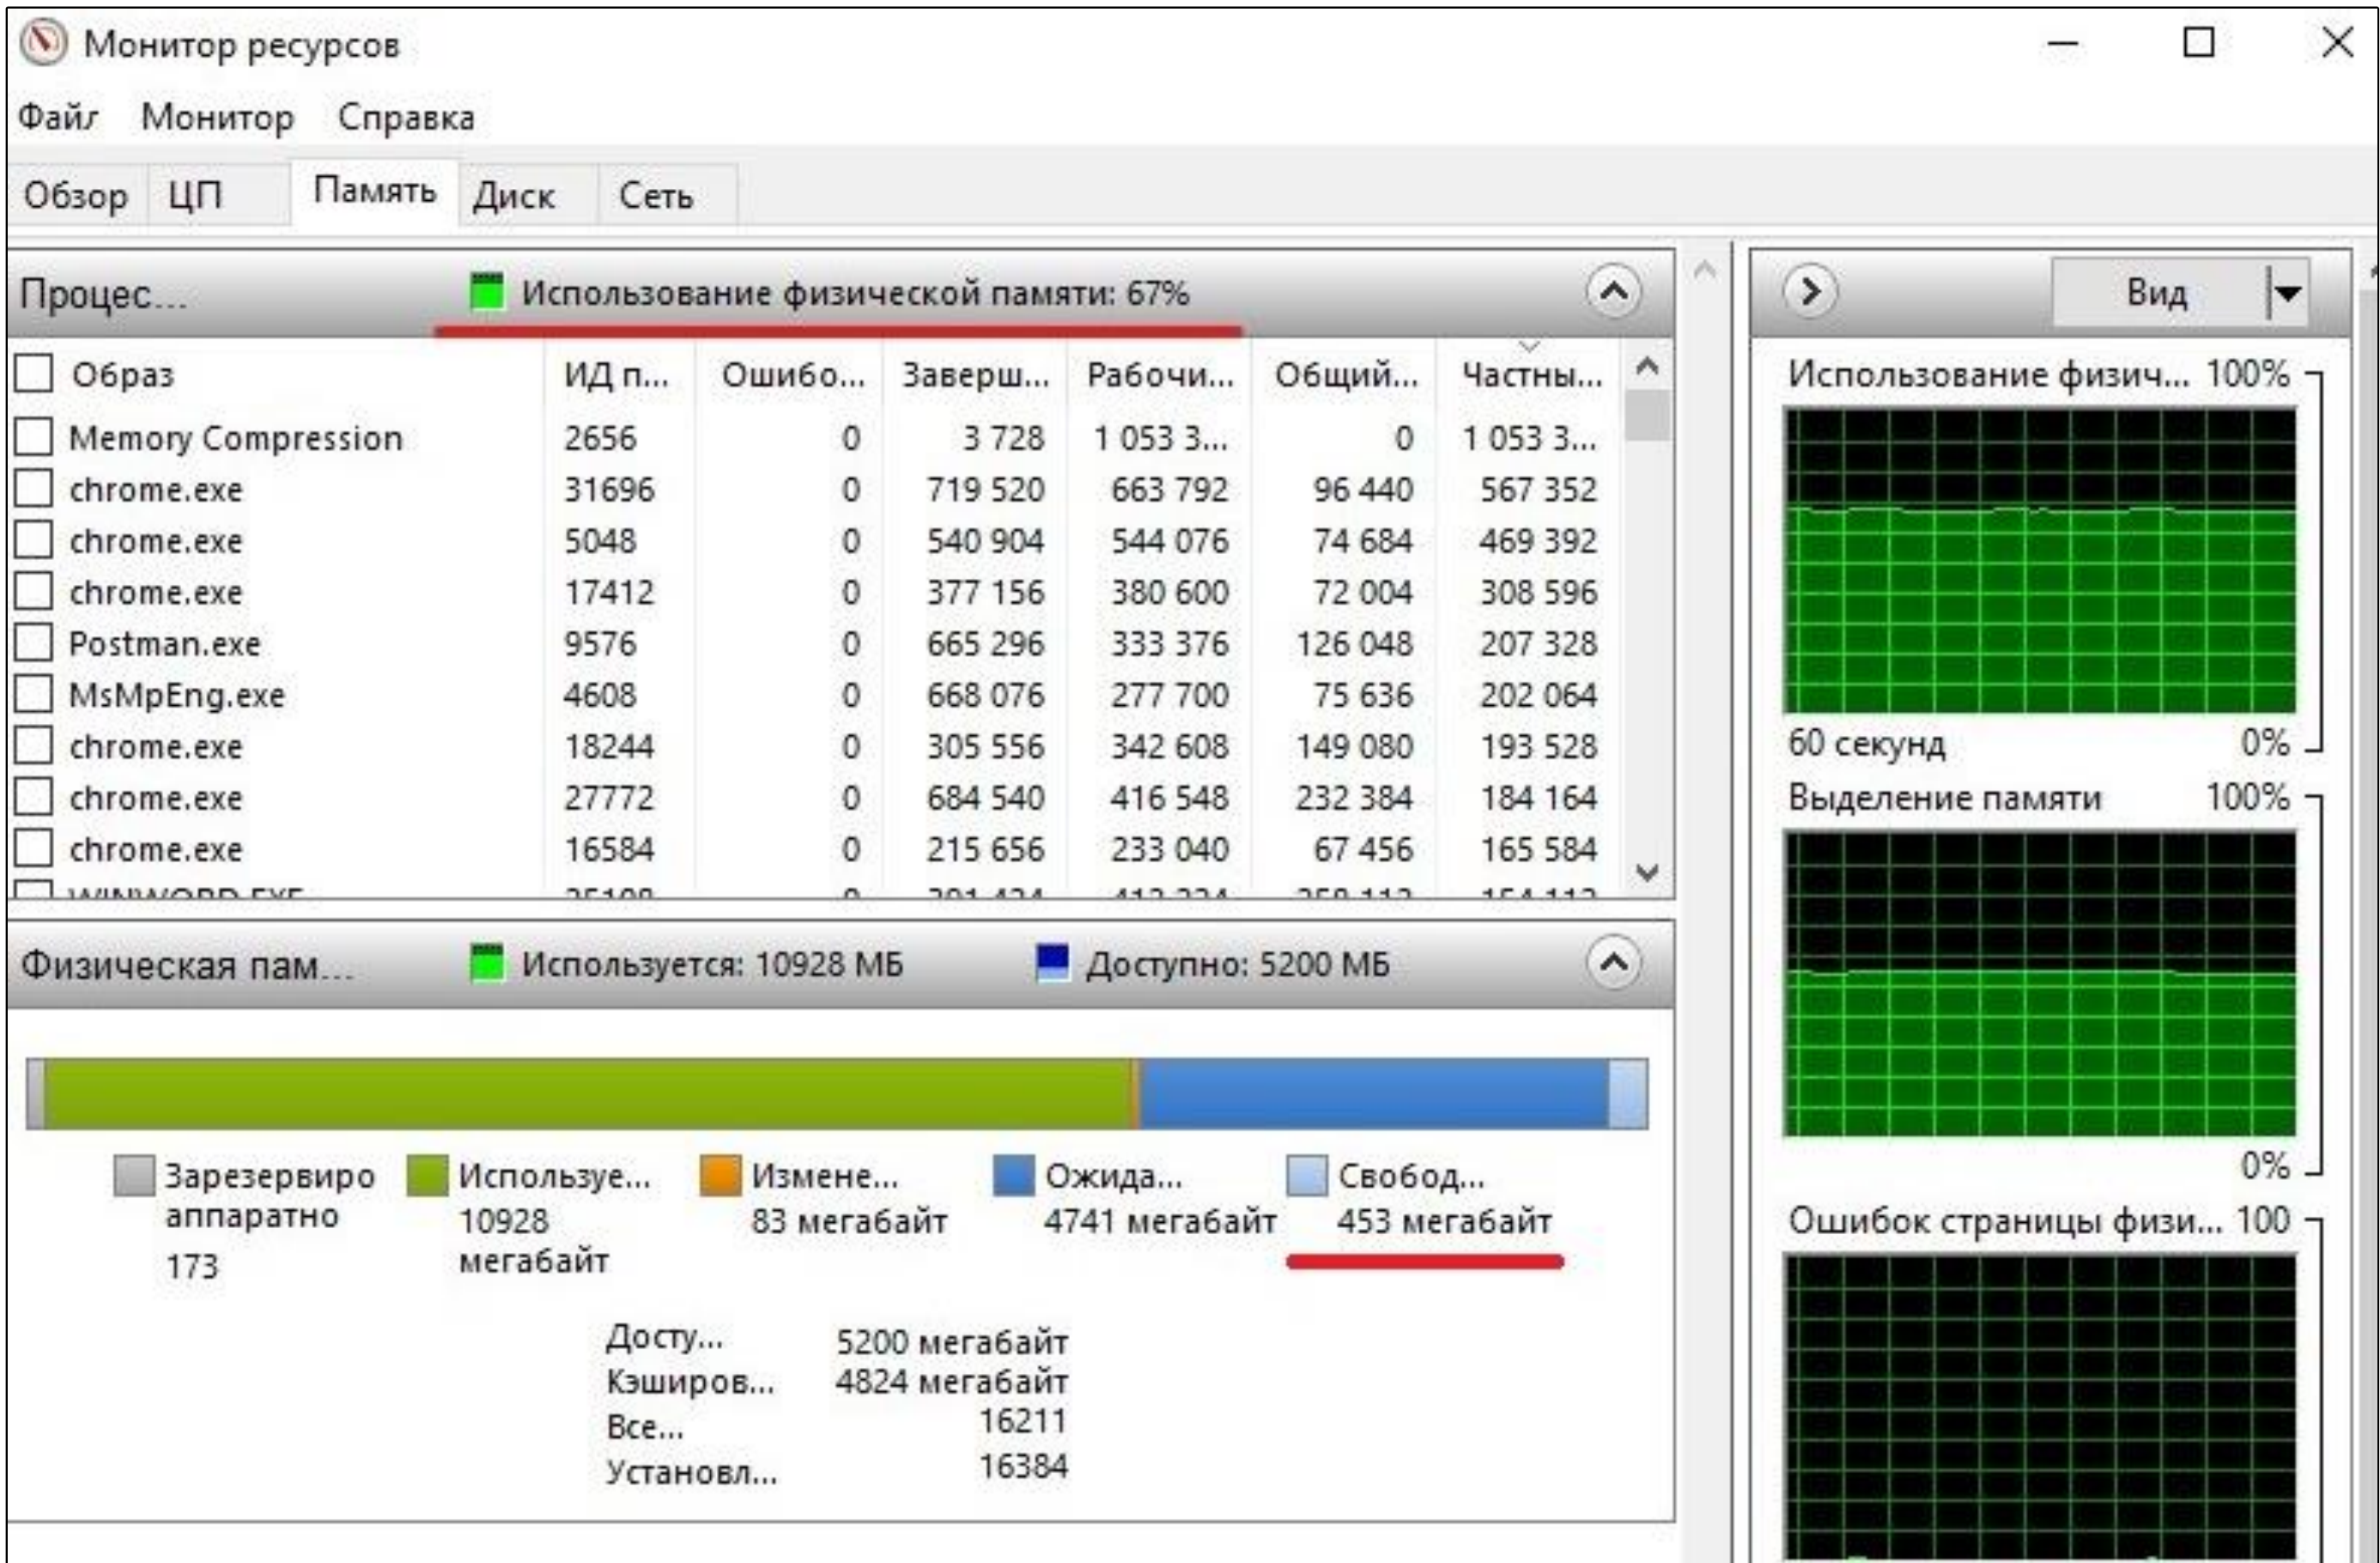 Монитор ресурсов
Файл Монитор Справка
Обзор ЦП Память Диск Сеть
Процес... Использование физической памяти: 67%
Образ ИД п... Ошибо... Заверш... Рабочи... Общий... Частны...
Memory Compression 2656 0 3 728 1 053 3... 0 1 053 3...
chrome.exe 31696 0 719 520 663 792 96 440 567 352
chrome.exe 5048 0 540 904 544 076 74 684 469 392
chrome.exe 17412 0 377 156 380 600 72 004 308 596
Postman.exe 9576 0 665 296 333 376 126 048 207 328
MsMpEng.exe 4608 0 668 076 277 700 75 636 202 064
chrome.exe 18244 0 305 556 342 608 149 080 193 528
chrome.exe 27772 0 684 540 416 548 232 384 184 164
chrome.exe 16584 0 215 656 233 040 67 456 165 584
WINWORD.EXE
Физическая пам... Используется: 10928 МБ Доступно: 5200 МБ
Зарезервиро
аппаратно
173
Используе...
10928
мегабайт
Измене...
83 мегабайт
Ожида...
4741 мегабайт
Свобод...
453 мегабайт
Досту... 5200 мегабайт
Кэширов... 4824 мегабайт
Все... 16211
Установл... 16384
Вид
Использование физич... 100%
60 секунд 0%
Выделение памяти 100%
0%
Ошибок страницы физи... 100